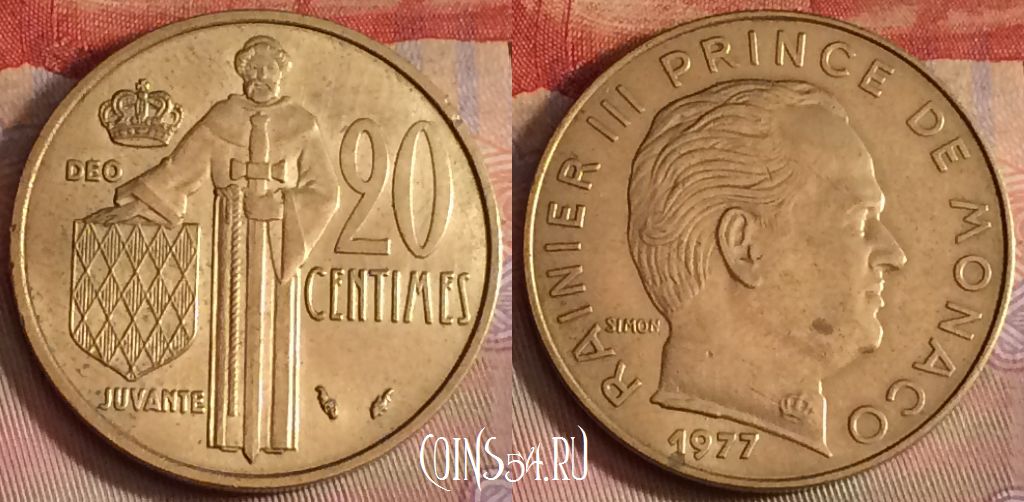 DEO
20
CENTIMES
JUVANTE
RAINIER III PRINCE DE MONACO
SIMON
1977
COINS54.RU